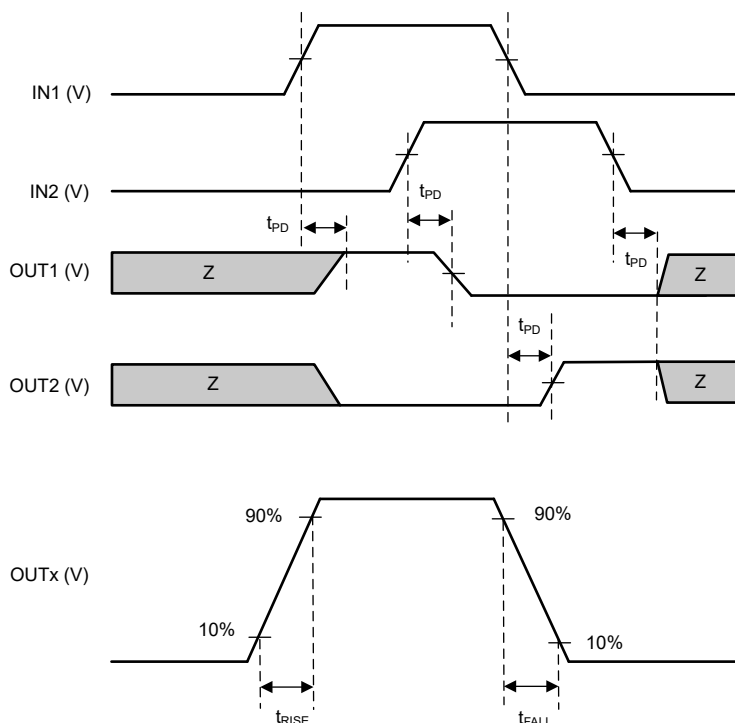 IN1 (V)
IN2 (V)
tPD
tPD
OUT1 (V)
Z
tPD
Z
tPD
OUT2 (V)
Z
Z
90%
90%
OUTx (V)
10%
10%
tRISE
tFALL